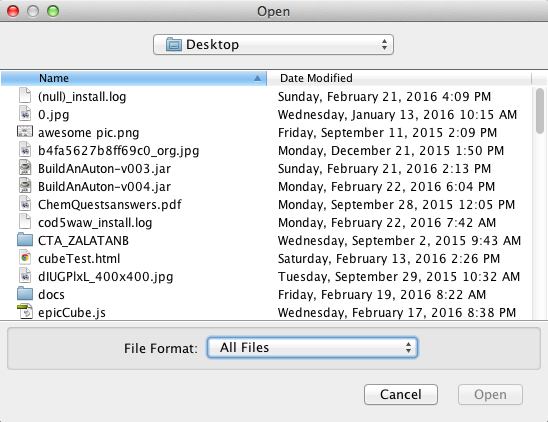 Open
Desktop
Name Date Modified
(null)_install.log Sunday, February 21, 2016 4:09 PM
0.jpg Wednesday, January 13, 2016 10:15 AM
awesome pic.png Friday, September 11, 2015 2:09 PM
b4fa5627b8ff69c0_org.jpg Monday, December 21, 2015 1:50 PM
BuildAnAuton-v003.jar Sunday, February 21, 2016 2:13 PM
BuildAnAuton-v004.jar Monday, February 22, 2016 6:04 PM
ChemQuestsanswers.pdf Monday, September 28, 2015 12:05 PM
cod5waw_install.log Monday, February 22, 2016 7:42 AM
CTA_ZALATANB Wednesday, September 2, 2015 9:43 AM
cubeTest.html Saturday, February 13, 2016 2:26 PM
dIUGPlxL_400x400.jpg Tuesday, September 29, 2015 10:32 AM
docs Friday, February 19, 2016 8:22 AM
epicCube.js Wednesday, February 17, 2016 8:38 PM
File Format: All Files
Cancel Open